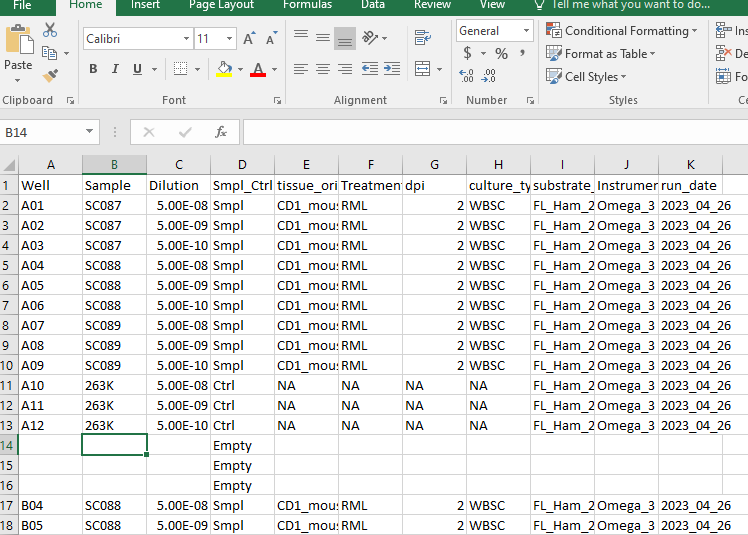 File Home Insert Page Layout Formulas Data Review View Tell me what you want to do...
Calibri 11 A A General Conditional Formatting
Paste B I U A $ % , Format as Table
.00 .00 Cell Styles
Clipboard Font Alignment Number Styles
B14 fx
A B C D E F G H I J K
1 Well Sample Dilution Smpl_Ctrl tissue_ori Treatment dpi culture_ty substrate_ Instrumer run_date
2 A01 SC087 5.00E-08 Smpl CD1_mous RML 2 WBSC FL_Ham_2 Omega_3 2023_04_26
3 A02 SC087 5.00E-09 Smpl CD1_mous RML 2 WBSC FL_Ham_2 Omega_3 2023_04_26
4 A03 SC087 5.00E-10 Smpl CD1_mous RML 2 WBSC FL_Ham_2 Omega_3 2023_04_26
5 A04 SC088 5.00E-08 Smpl CD1_mous RML 2 WBSC FL_Ham_2 Omega_3 2023_04_26
6 A05 SC088 5.00E-09 Smpl CD1_mous RML 2 WBSC FL_Ham_2 Omega_3 2023_04_26
7 A06 SC088 5.00E-10 Smpl CD1_mous RML 2 WBSC FL_Ham_2 Omega_3 2023_04_26
8 A07 SC089 5.00E-08 Smpl CD1_mous RML 2 WBSC FL_Ham_2 Omega_3 2023_04_26
9 A08 SC089 5.00E-09 Smpl CD1_mous RML 2 WBSC FL_Ham_2 Omega_3 2023_04_26
10 A09 SC089 5.00E-10 Smpl CD1_mous RML 2 WBSC FL_Ham_2 Omega_3 2023_04_26
11 A10 263K 5.00E-08 Ctrl NA NA NA NA FL_Ham_2 Omega_3 2023_04_26
12 A11 263K 5.00E-09 Ctrl NA NA NA NA FL_Ham_2 Omega_3 2023_04_26
13 A12 263K 5.00E-10 Ctrl NA NA NA NA FL_Ham_2 Omega_3 2023_04_26
14 Empty
15 Empty
16 Empty
17 B04 SC088 5.00E-08 Smpl CD1_mous RML 2 WBSC FL_Ham_2 Omega_3 2023_04_26
18 B05 SC088 5.00E-09 Smpl CD1_mous RML 2 WBSC FL_Ham_2 Omega_3 2023_04_26